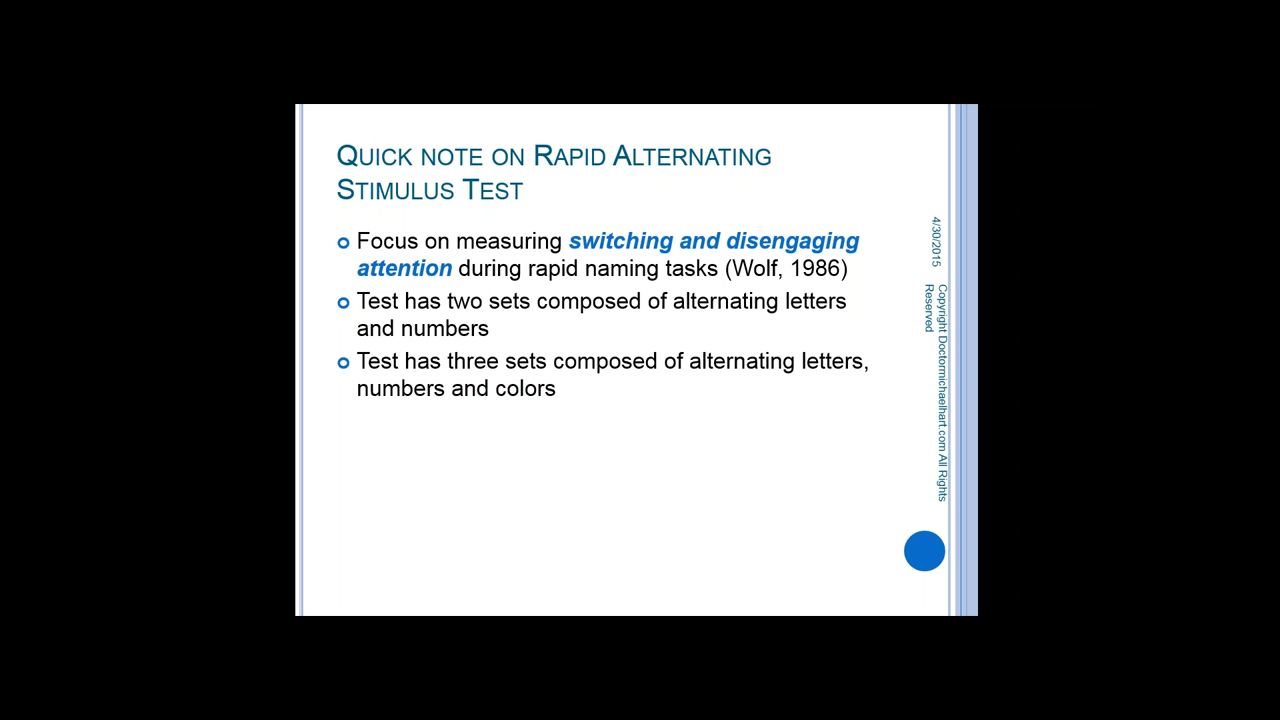 QUICK NOTE ON RAPID ALTERNATING
STIMULUS TEST
Focus on measuring switching and disengaging
attention during rapid naming tasks (Wolf, 1986)
Test has two sets composed of alternating letters
and numbers
Test has three sets composed of alternating letters,
numbers and colors
4/30/2015
Copyright Doctormichaelhart.com All Rights
Reserved